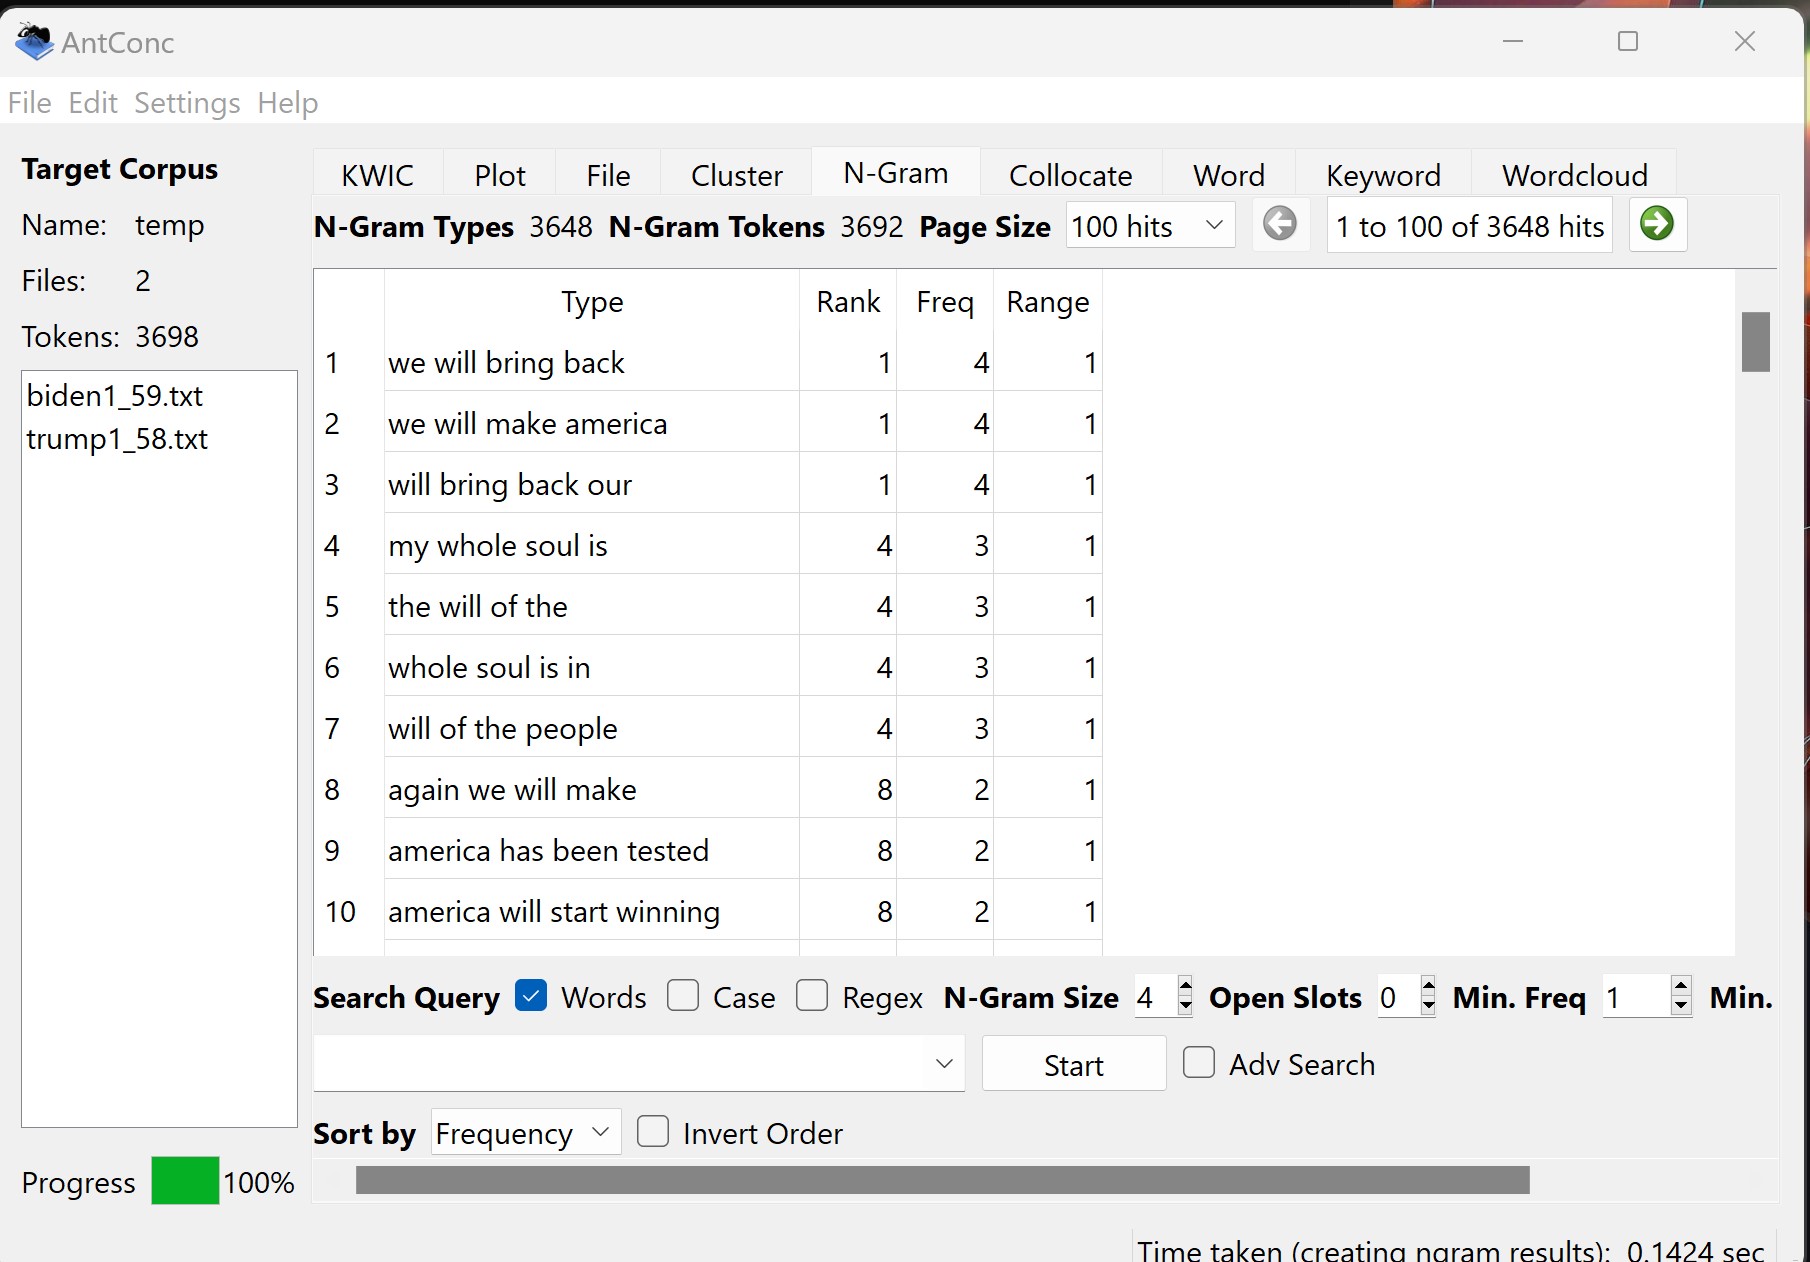 AntConc
File Edit Settings Help
Target Corpus
Name: temp
Files: 2
Tokens: 3698
biden1_59.txt
trump1_58.txt
Progress 100%
KWIC Plot File Cluster N-Gram Collocate Word Keyword Wordcloud
N-Gram Types 3648 N-Gram Tokens 3692 Page Size 100 hits 1 to 100 of 3648 hits
Type Rank Freq Range
1 we will bring back 1 4 1
2 we will make america 1 4 1
3 will bring back our 1 4 1
4 my whole soul is 4 3 1
5 the will of the 4 3 1
6 whole soul is in 4 3 1
7 will of the people 4 3 1
8 again we will make 8 2 1
9 america has been tested 8 2 1
10 america will start winning 8 2 1
Search Query Words Case Regex N-Gram Size 4 Open Slots 0 Min. Freq 1 Min.
Start Adv Search
Sort by Frequency Invert Order
Time taken (creating ngram results): 0.1424 sec